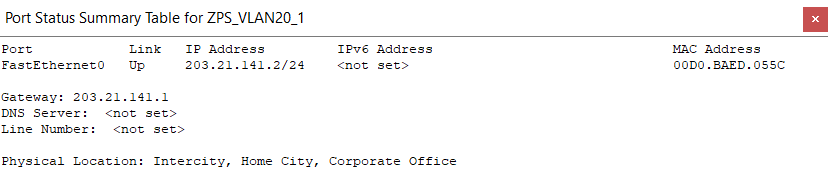 Port Status Summary Table for ZPS_VLAN20_1
Port Link IP Address IPv6 Address MAC Address
FastEthernet0 Up 203.21.141.2/24 <not set> 00D0.BAED.055C
Gateway: 203.21.141.1
DNS Server: <not set>
Line Number: <not set>
Physical Location: Intercity, Home City, Corporate Office